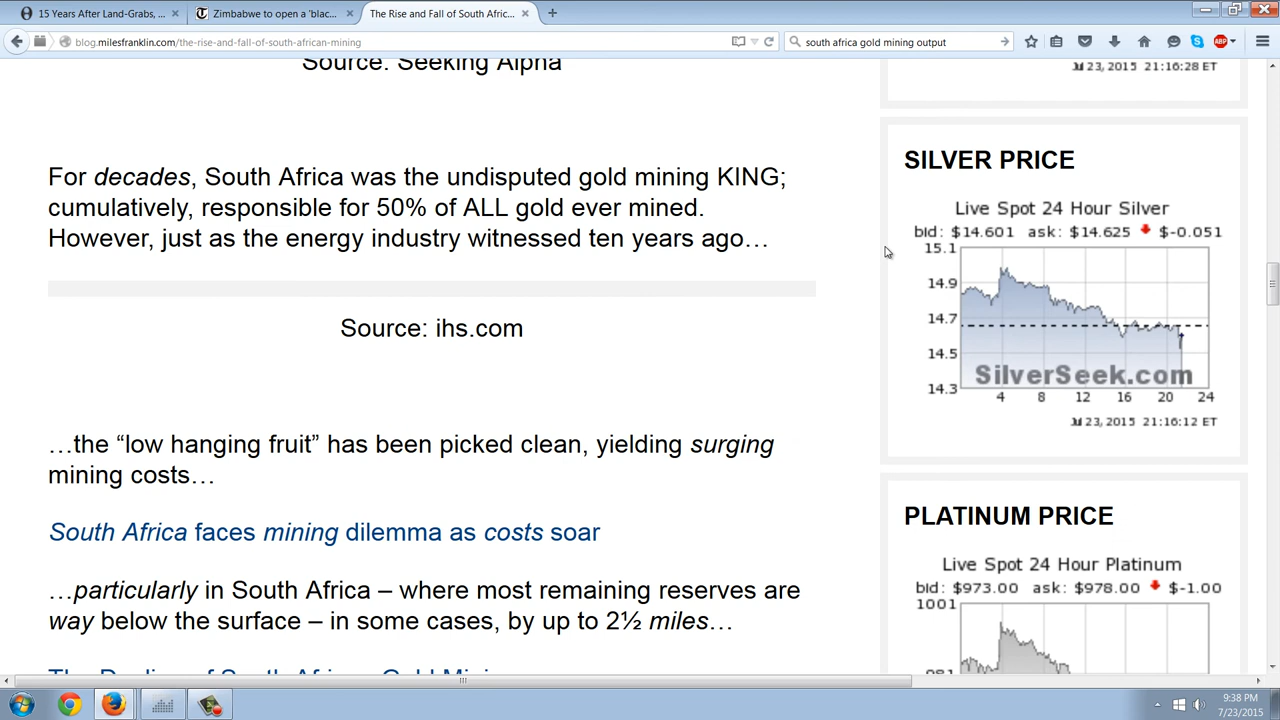 15 Years After Land-Grabs, ...
Zimbabwe to open a 'blac...
The Rise and Fall of South Afric...
blog.milesfranklin.com/the-rise-and-fall-of-south-african-mining
south africa gold mining output
ABP
Source: Seeking Alpha
For decades, South Africa was the undisputed gold mining KING;
cumulatively, responsible for 50% of ALL gold ever mined.
However, just as the energy industry witnessed ten years ago…
Source: ihs.com
…the “low hanging fruit” has been picked clean, yielding surging
mining costs…
South Africa faces mining dilemma as costs soar
…particularly in South Africa – where most remaining reserves are
way below the surface – in some cases, by up to 2½ miles…
Jul 23, 2015 21:16:28 ET
SILVER PRICE
Live Spot 24 Hour Silver
bid: $14.601 ask: $14.625 $-0.051
15.1
14.9
14.7
14.5
14.3
SilverSeek.com
4 8 12 16 20 24
Jul 23, 2015 21:16:12 ET
PLATINUM PRICE
Live Spot 24 Hour Platinum
bid: $973.00 ask: $978.00 $-1.00
1001
981
9:38 PM
7/23/2015